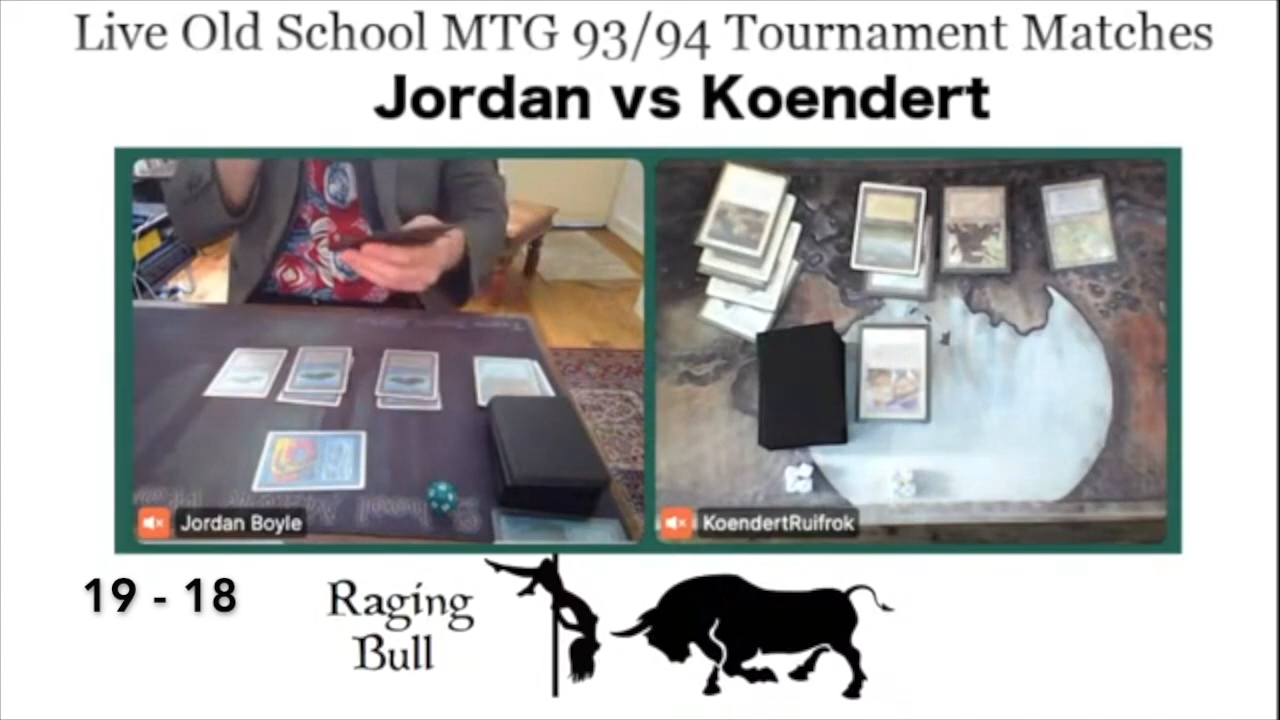 Live Old School MTG 93/94 Tournament Matches
Jordan vs Koendert
Jordan Boyle
KoendertRuifrok
19 - 18
Raging
Bull